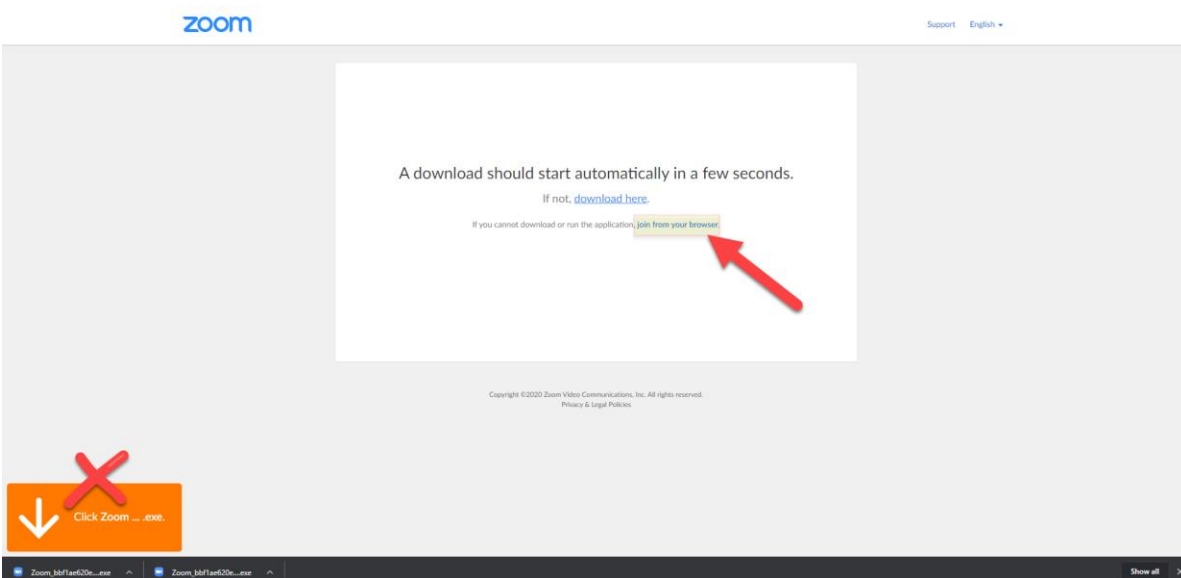 zoom
Support English
A download should start automatically in a few seconds.
If not, download here.
If you cannot download or run the application, join from your browser.
Copyright ©2020 Zoom Video Communications, Inc. All rights reserved.
Privacy & Legal Policies
Click Zoom ... .exe.
Zoom_bbf1ae620e....exe Zoom_bbf1ae620e....exe Show all